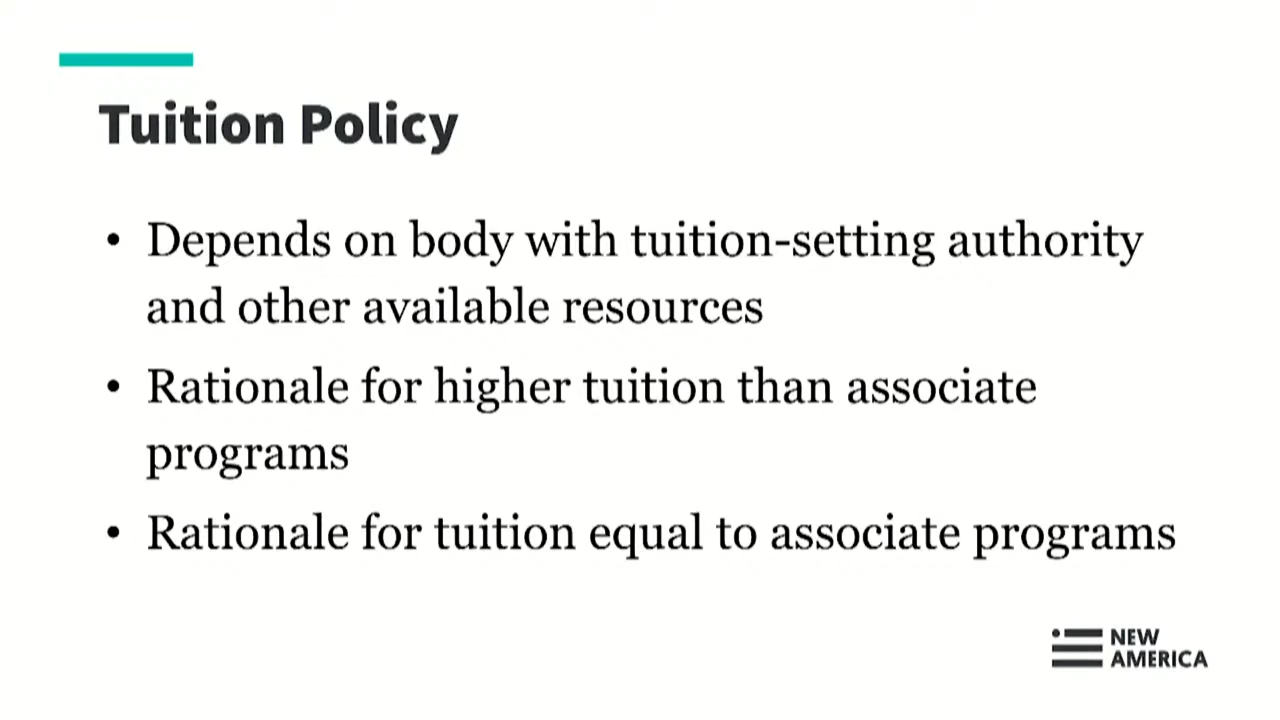 Tuition Policy
• Depends on body with tuition-setting authority
and other available resources
• Rationale for higher tuition than associate
programs
• Rationale for tuition equal to associate programs
NEW
AMERICA